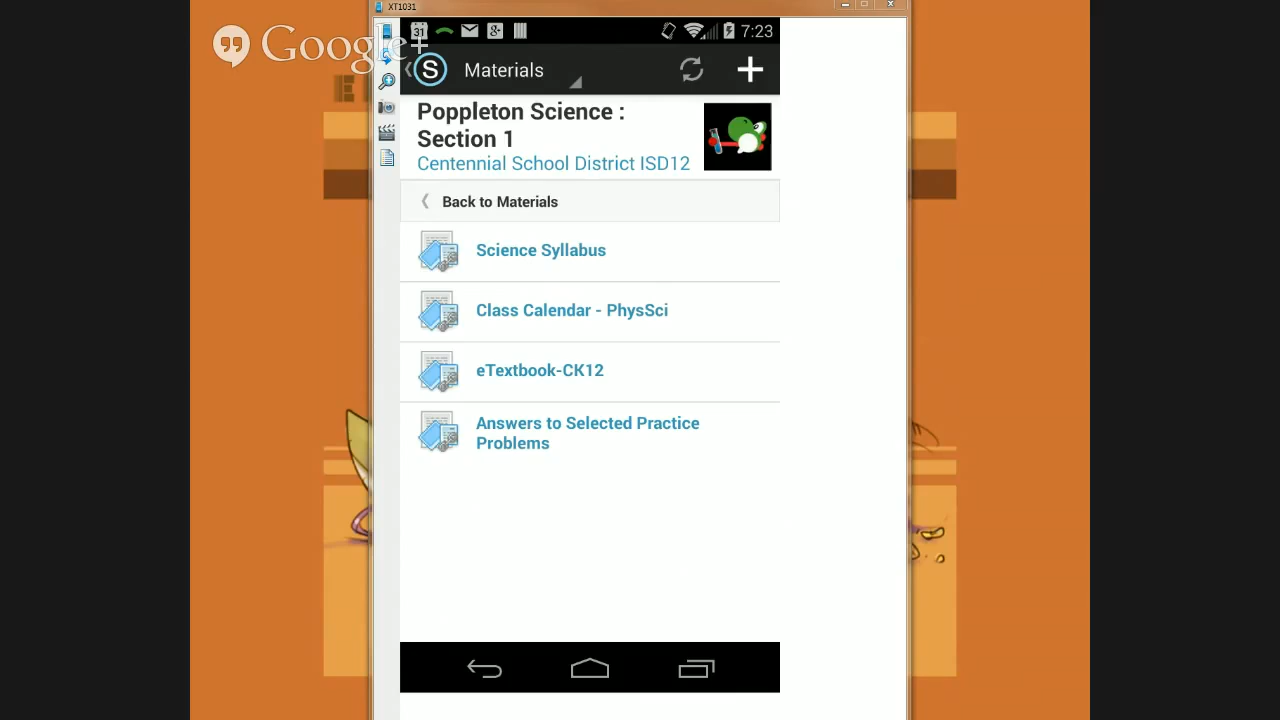 XT1031
Google+
31
7:23
S
Materials
Poppleton Science :
Section 1
Centennial School District ISD12
Back to Materials
Science Syllabus
Class Calendar - PhysSci
eTextbook-CK12
Answers to Selected Practice
Problems